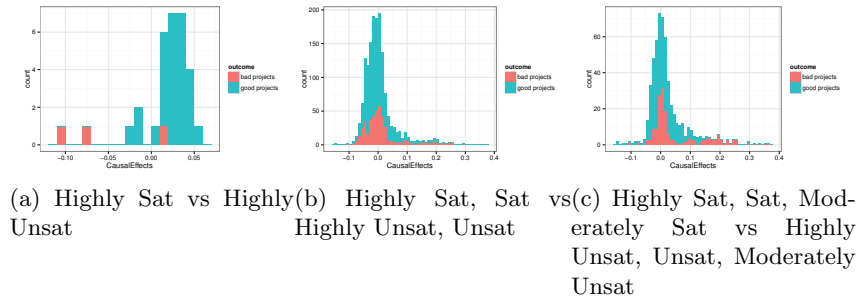 6
4
2
0
count
−0.10
−0.05
0.00
0.05
CausalEffects
outcome
bad projects
good projects
200
150
100
50
0
count
−0.1
0.0
0.1
0.2
0.3
0.4
CausalEffects
outcome
bad projects
good projects
60
40
20
0
count
−0.1
0.0
0.1
0.2
0.3
0.4
CausalEffects
outcome
bad projects
good projects
(a) Highly Sat vs Highly
Unsat
(b) Highly Sat, Sat vs
Highly Unsat, Unsat
(c) Highly Sat, Sat, Mod-
erately Sat vs Highly
Unsat, Unsat, Moderately
Unsat